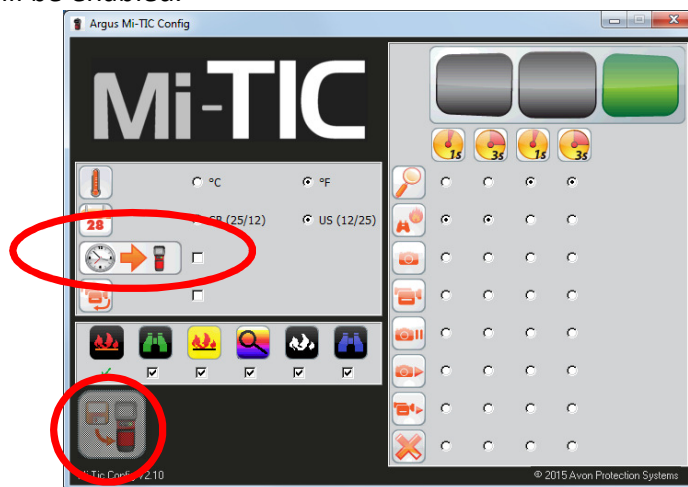 be enabled.
Argus Mi-TIC Config
Mi-TIC
1s 3s 1s 3s
°C °F
28 GB (25/12) US (12/25)
Mi-Tic Config V2.10
© 2015 Avon Protection Systems